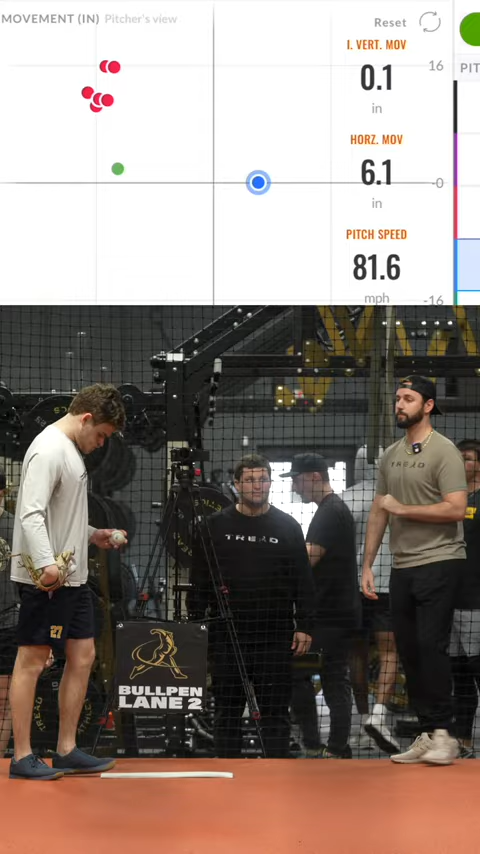 MOVEMENT (IN) Pitcher's view
Reset
I. VERT. MOV
0.1
in
16
HORZ. MOV
6.1
in
-0
PITCH SPEED
81.6
mph
-16
PIT
TREAD
TREAD
27
BULLPEN
LANE 2